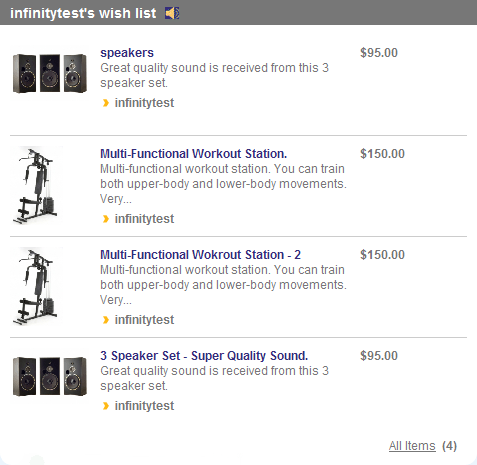 infinitytest's wish list
speakers $95.00
Great quality sound is received from this 3
speaker set.
infinitytest
Multi-Functional Workout Station. $150.00
Multi-functional workout station. You can train
both upper-body and lower-body movements.
Very...
infinitytest
Multi-Functional Wokrout Station - 2 $150.00
Multi-functional workout station. You can train
both upper-body and lower-body movements.
Very...
infinitytest
3 Speaker Set - Super Quality Sound. $95.00
Great quality sound is received from this 3
speaker set.
infinitytest
All Items (4)